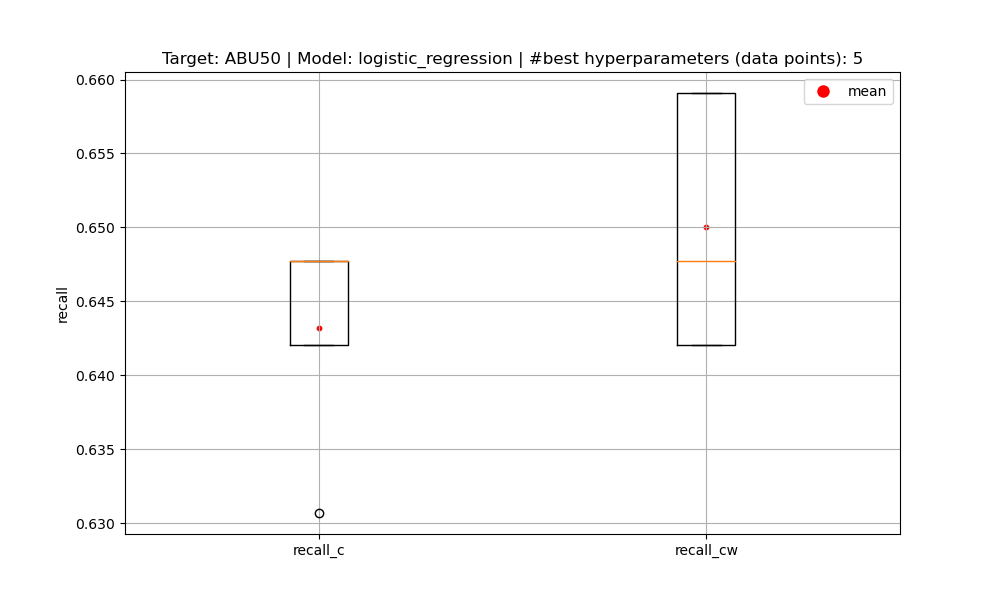 Target: ABU50 | Model: logistic_regression | #best hyperparameters (data points): 5
mean
0.660
0.655
0.650
0.645
0.640
0.635
0.630
recall
recall_c
recall_cw